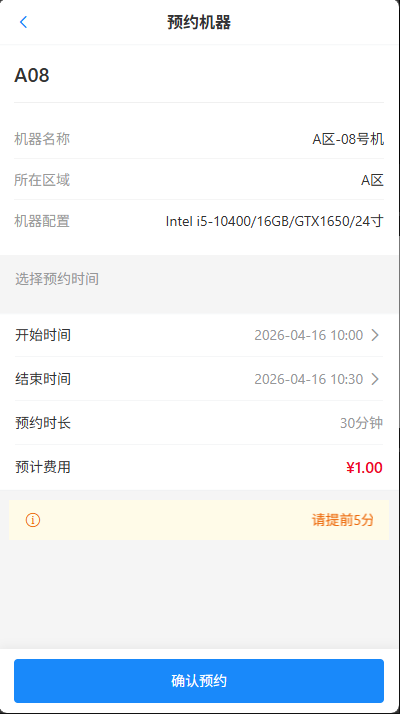 预约机器
A08
机器名称 A区-08号机
所在区域 A区
机器配置 Intel i5-10400/16GB/GTX1650/24寸
选择预约时间
开始时间 2026-04-16 10:00
结束时间 2026-04-16 10:30
预约时长 30分钟
预计费用 ¥1.00
请提前5分
确认预约